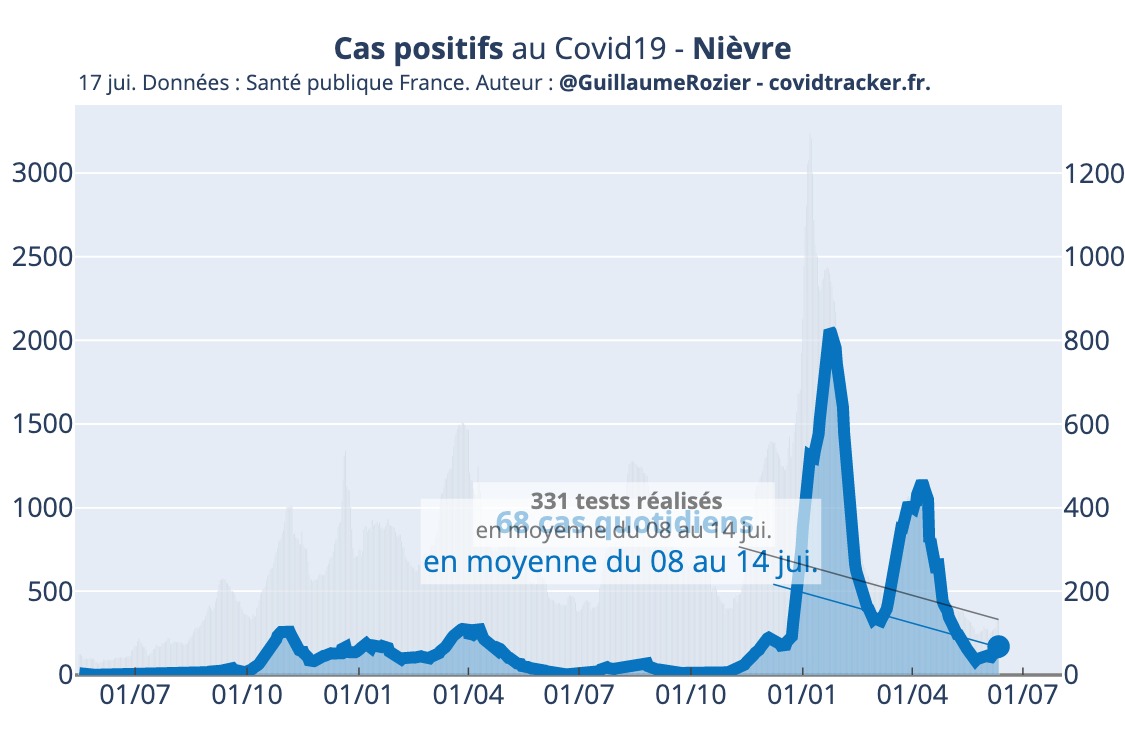 Cas positifs au Covid19 - Nièvre
17 jui. Données : Santé publique France. Auteur : @GuillaumeRozier - covidtracker.fr.
3000
2500
2000
1500
1000
500
0
1200
1000
800
600
400
200
0
331 tests réalisés
en moyenne du 08 au 14 jui.
68 cas quotidiens
en moyenne du 08 au 14 jui.
01/07 01/10 01/01 01/04 01/07 01/10 01/01 01/04 01/07